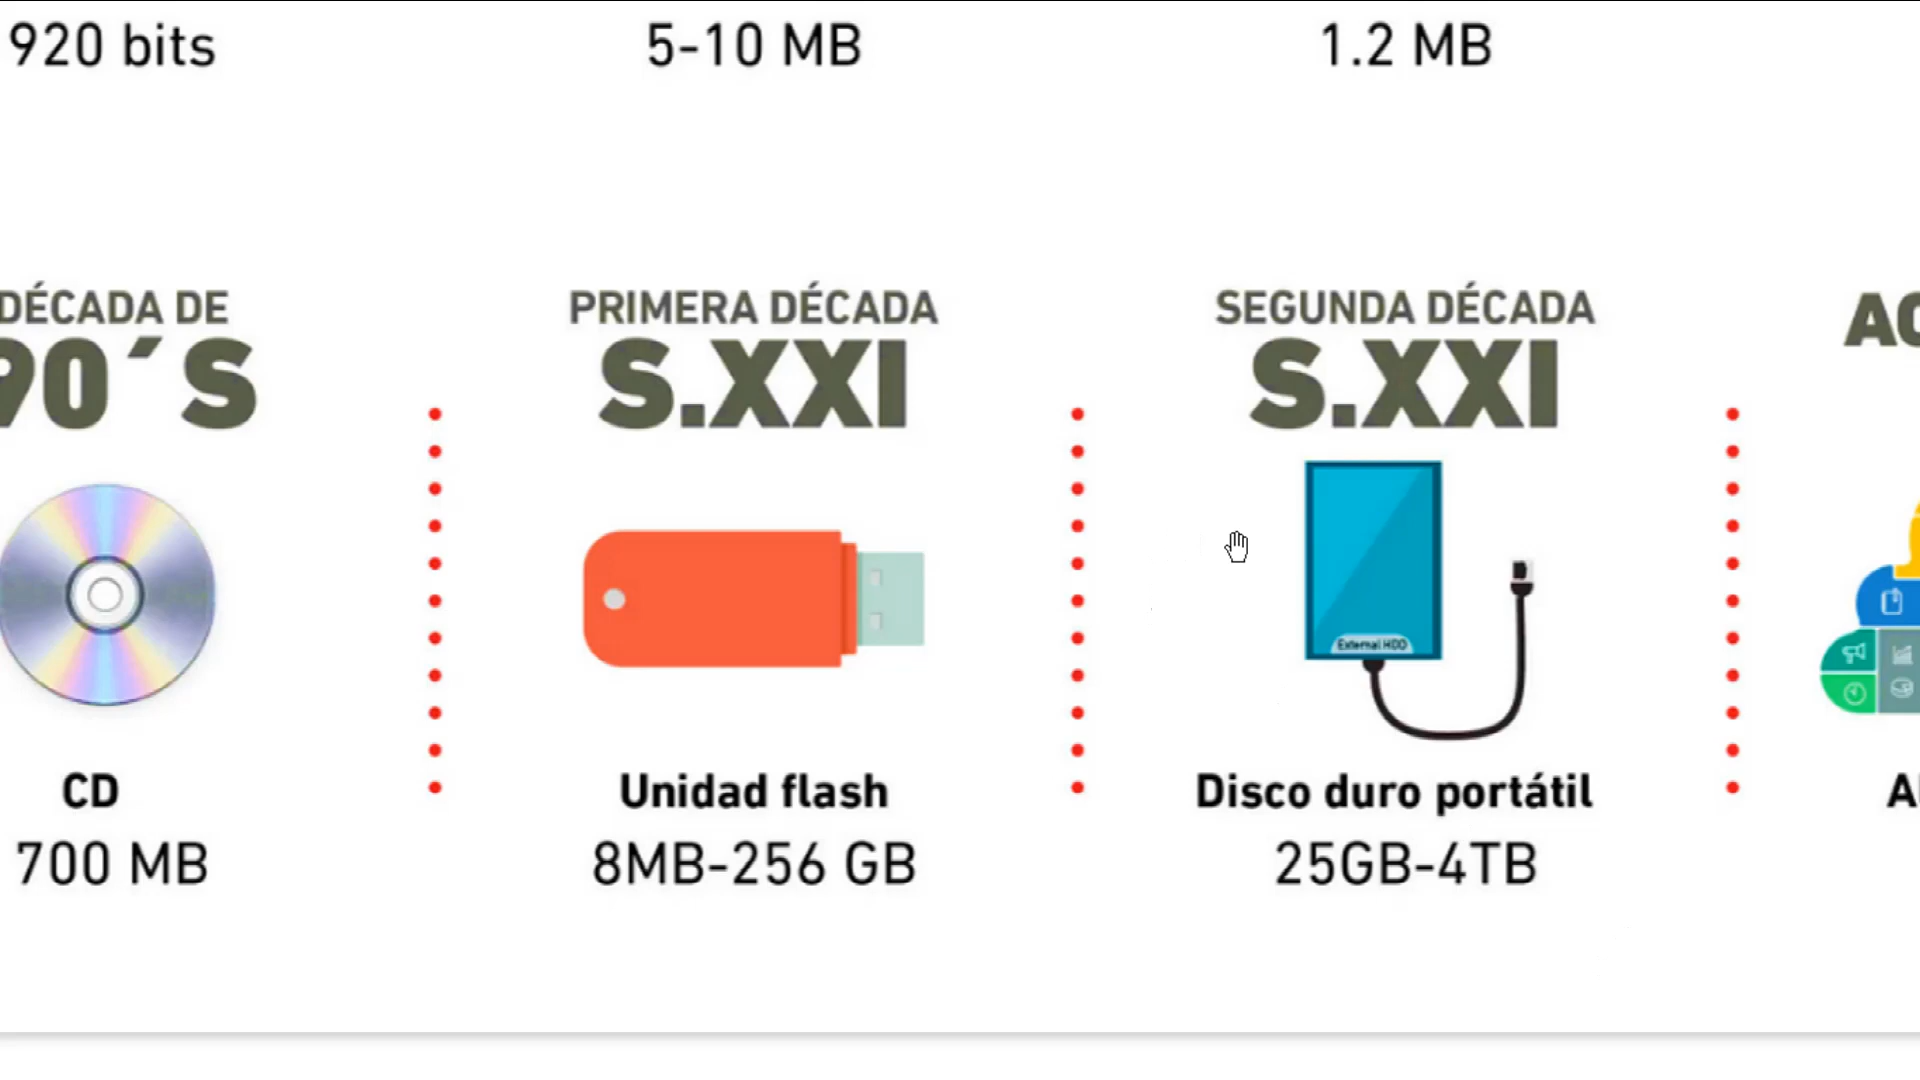 920 bits
5-10 MB
1.2 MB
DÉCADA DE
90´S
CD
700 MB
PRIMERA DÉCADA
S.XXI
Unidad flash
8MB-256 GB
SEGUNDA DÉCADA
S.XXI
External HDD
Disco duro portátil
25GB-4TB